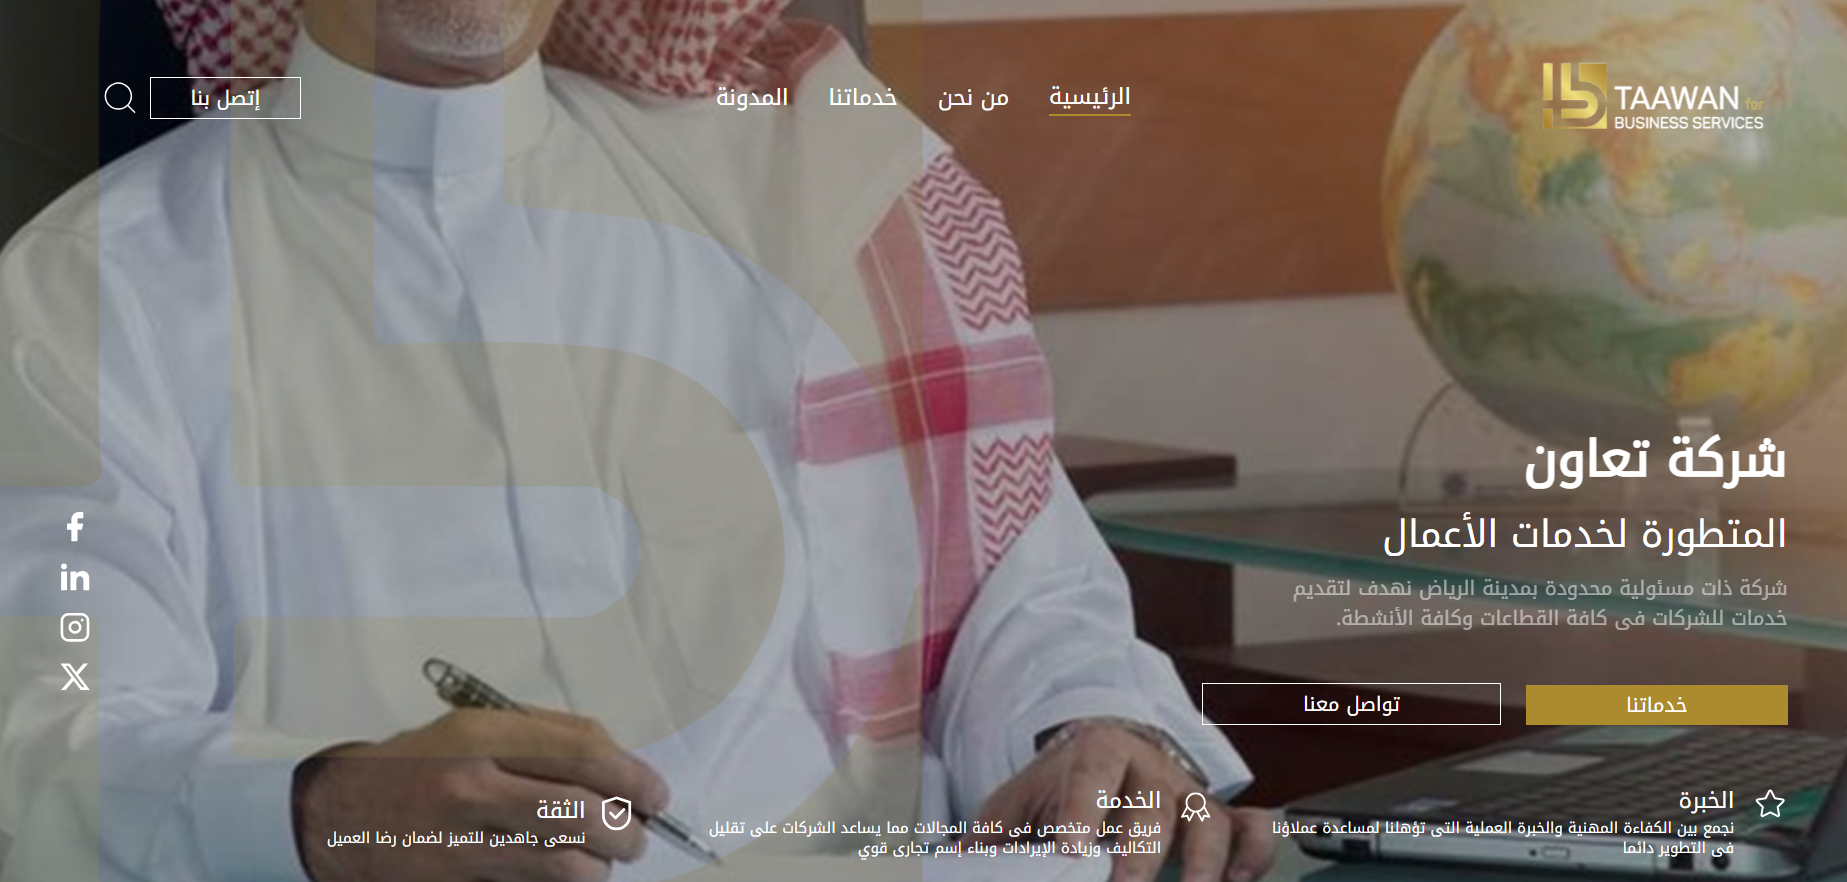 TAAWAN for
BUSINESS SERVICES
الرئيسية
من نحن
خدماتنا
المدونة
إتصل بنا
شركة تعاون
المتطورة لخدمات الأعمال
شركة ذات مسئولية محدودة بمدينة الرياض نهدف لتقديم
خدمات للشركات فى كافة القطاعات وكافة الأنشطة.
خدماتنا
تواصل معنا
الخبرة
نجمع بين الكفاءة المهنية والخبرة العملية التى تؤهلنا لمساعدة عملاؤنا
فى التطوير دائما
الخدمة
فريق عمل متخصص فى كافة المجالات مما يساعد الشركات على تقليل
التكاليف وزيادة الإيرادات وبناء إسم تجارى قوي
الثقة
نسعى جاهدين للتميز لضمان رضا العميل